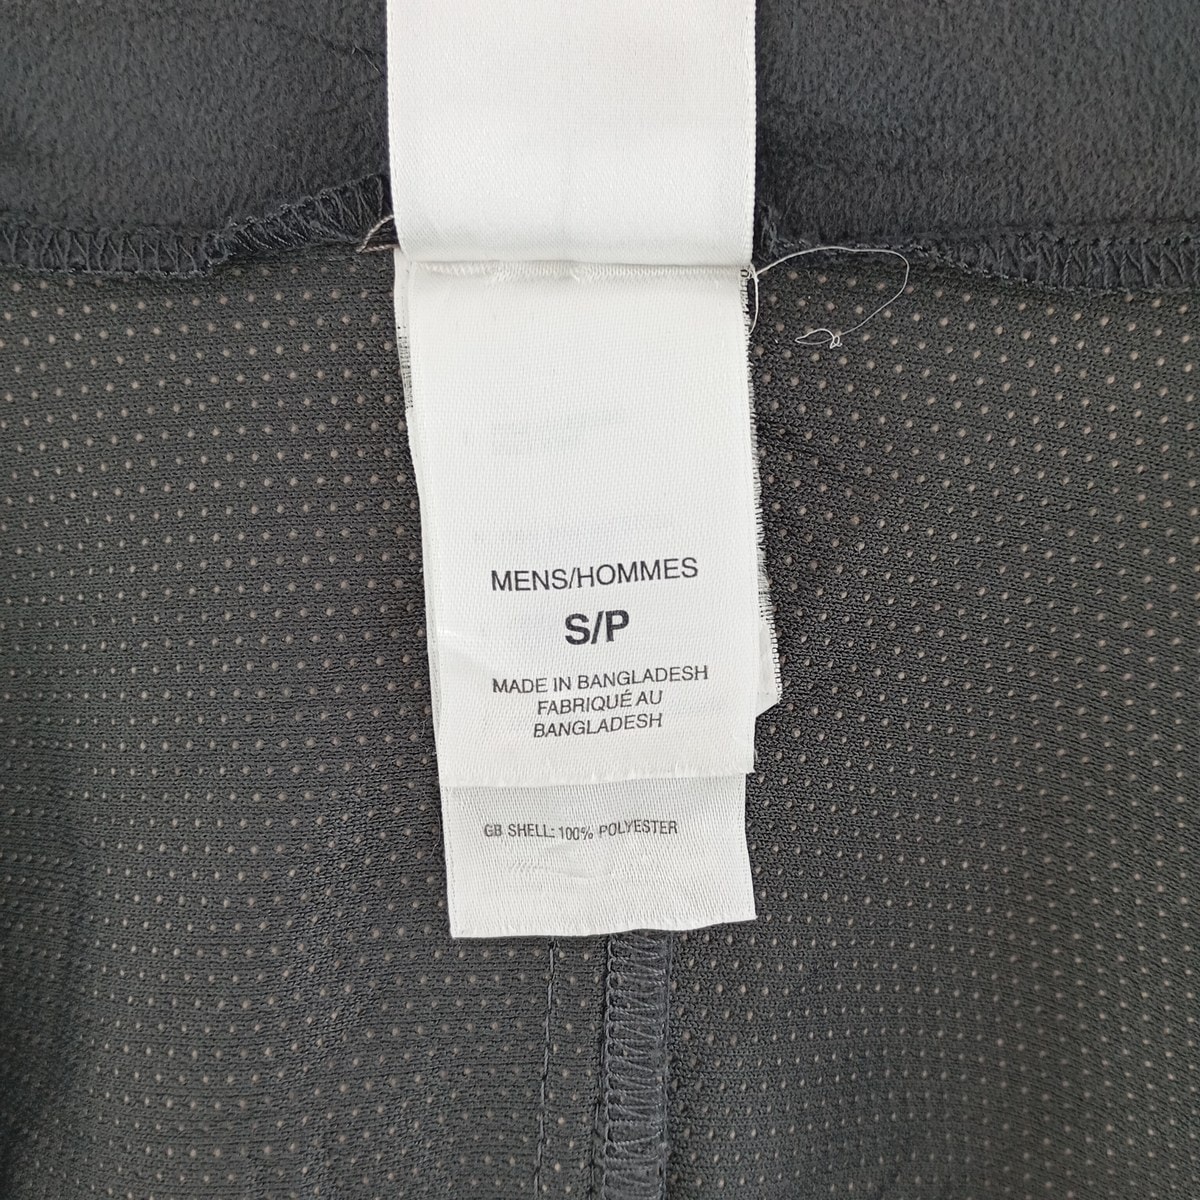 MENS/HOMMES
S/P
MADE IN BANGLADESH
FABRIQUÉ AU
BANGLADESH
GB SHELL: 100% POLYESTER